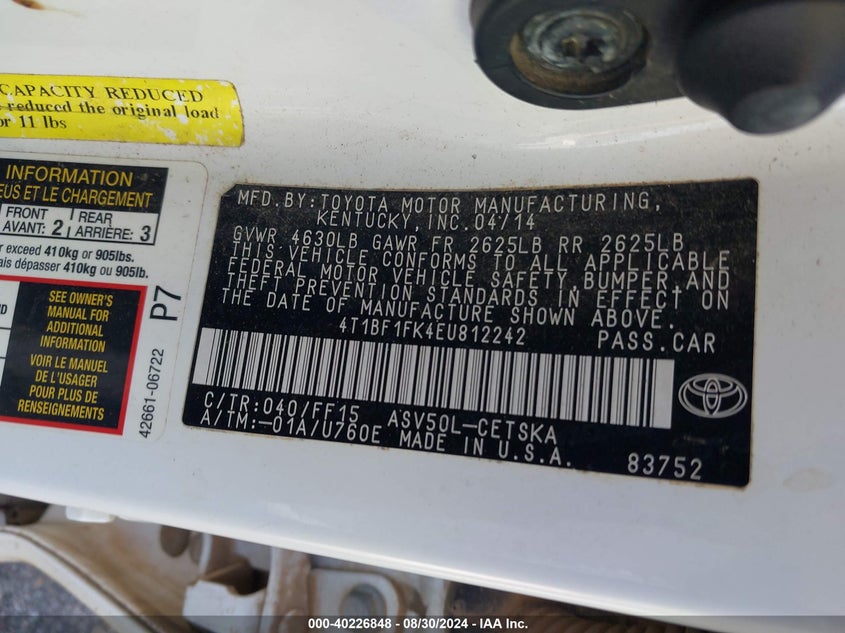 CAPACITY REDUCED
reduced the original load
or 11 lbs
INFORMATION
EUS ET LE CHARGEMENT
FRONT
AVANT: 2
REAR
ARRIÈRE: 3
exceed 410kg or 905lbs.
ais dépasser 410kg ou 905lb.
SEE OWNER'S
MANUAL FOR
ADDITIONAL
INFORMATION
VOIR LE MANUEL
DE L'USAGER
POUR PLUS DE
RENSEIGNEMENTS
P7
42661-06722
MFD.BY:TOYOTA MOTOR MANUFACTURING,
KENTUCKY, INC.04/14
GVWR 4630LB GAWR FR 2625LB RR 2625LB
THIS VEHICLE CONFORMS TO ALL APPLICABLE
FEDERAL MOTOR VEHICLE SAFETY,BUMPER,AND
THEFT PREVENTION STANDARDS IN EFFECT ON
THE DATE OF MANUFACTURE SHOWN ABOVE.
4T1BF1FK4EU812242 PASS.CAR
C/TR:040/FF15 ASV50L-CETSKA
A/TM:-01A/U760E MADE IN U.S.A.
83752
TOYOTA
000-40226848 - 08/30/2024 - IAA Inc.